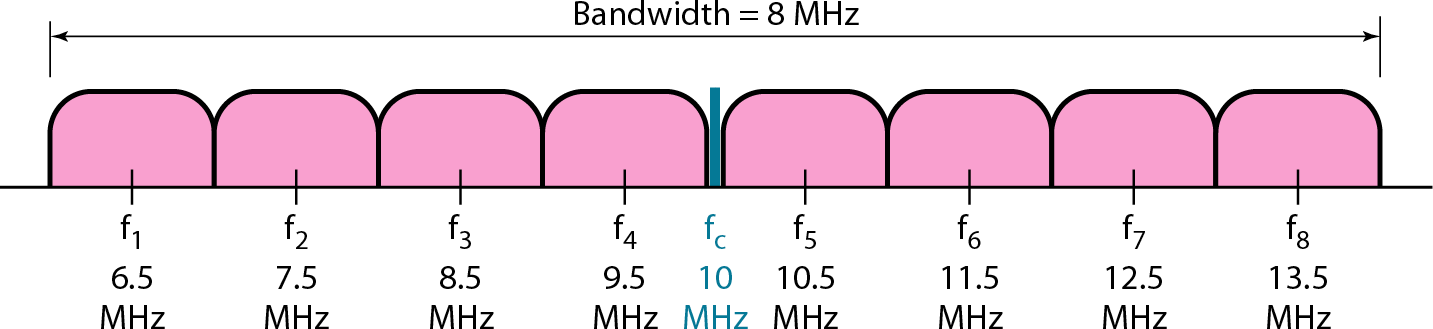 Bandwidth = 8 MHz
f1 f2 f3 f4 fc f5 f6 f7 f8
6.5 7.5 8.5 9.5 10 10.5 11.5 12.5 13.5
MHz MHz MHz MHz MHz MHz MHz MHz MHz